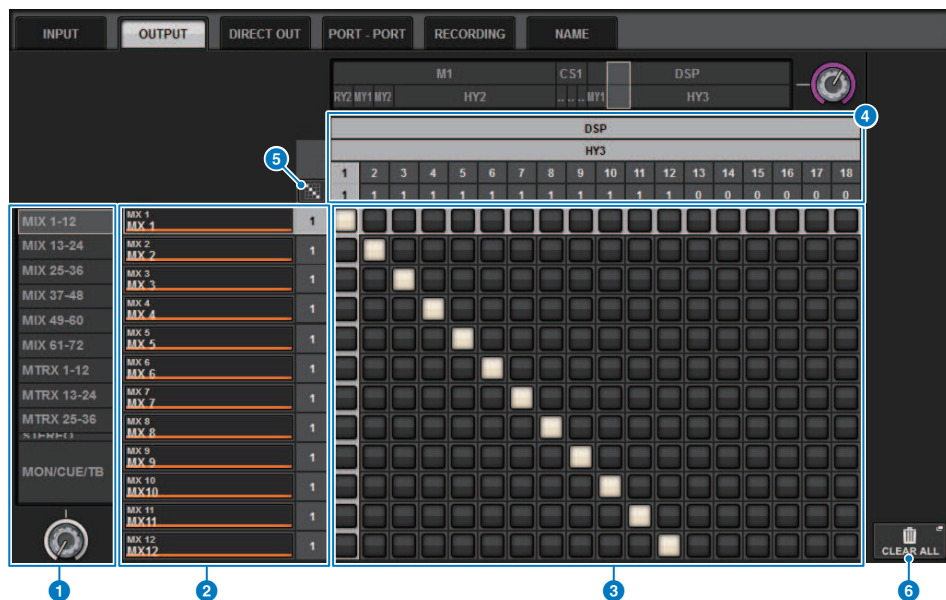 INPUT OUTPUT DIRECT OUT PORT - PORT RECORDING NAME
M1 CS1 DSP
RY2 MY1 MY2 HY2 .. .. .. MY1 HY3
4
DSP
HY3
5
1 2 3 4 5 6 7 8 9 10 11 12 13 14 15 16 17 18
1 1 1 1 1 1 1 1 1 1 1 1 0 0 0 0 0 0
MIX 1-12
MIX 13-24
MIX 25-36
MIX 37-48
MIX 49-60
MIX 61-72
MTRX 1-12
MTRX 13-24
MTRX 25-36
STEREO
MON/CUE/TB
MX 1
MX 1 1
MX 2
MX 2 1
MX 3
MX 3 1
MX 4
MX 4 1
MX 5
MX 5 1
MX 6
MX 6 1
MX 7
MX 7 1
MX 8
MX 8 1
MX 9
MX 9 1
MX 10
MX10 1
MX 11
MX11 1
MX 12
MX12 1
CLEAR ALL
1 2 3 6